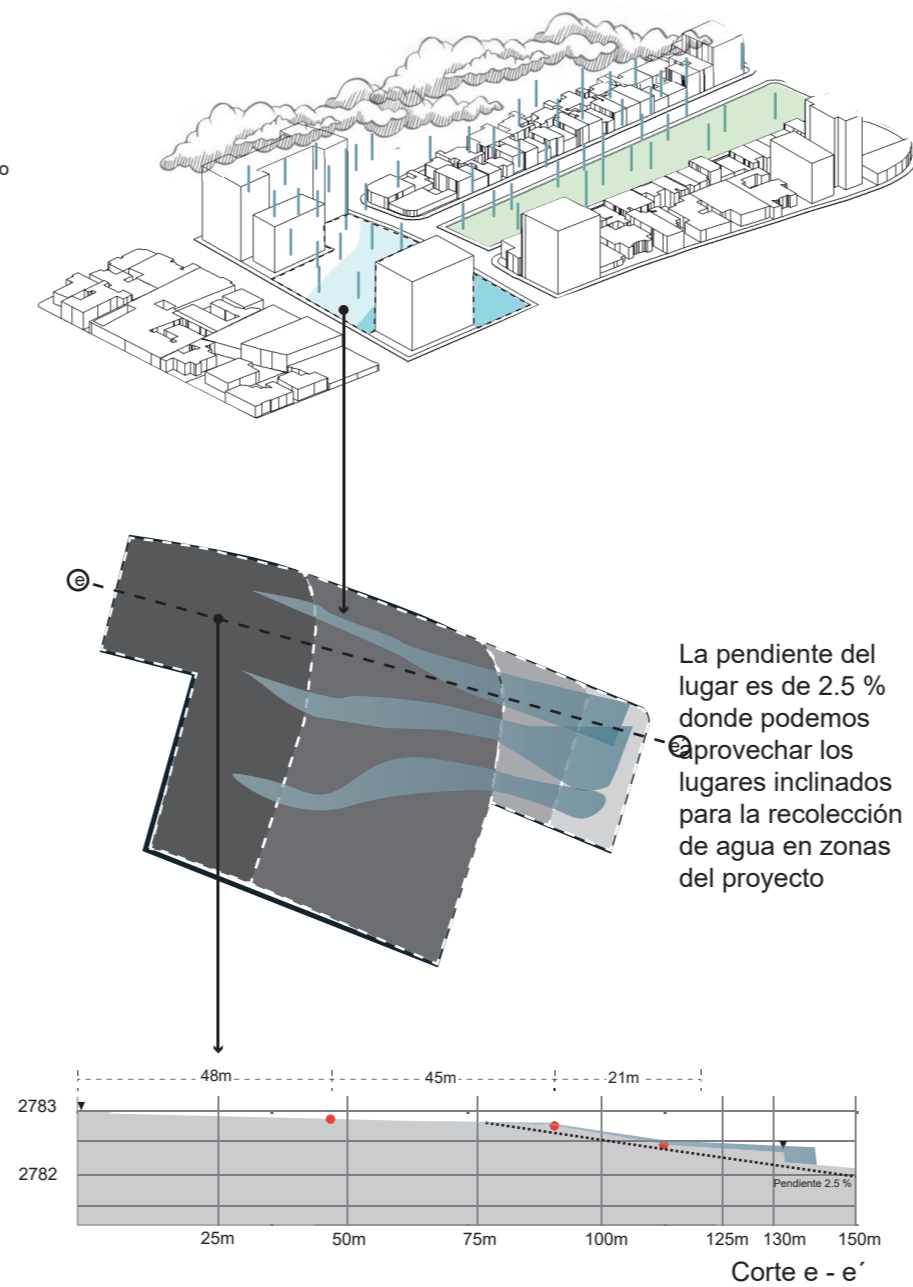 o
e
La pendiente del
lugar es de 2.5 %
donde podemos
aprovechar los
lugares inclinados
para la recolección
de agua en zonas
del proyecto
e´
48m 45m 21m
2783
2782
Pendiente 2.5 %
25m 50m 75m 100m 125m 130m 150m
Corte e - e´